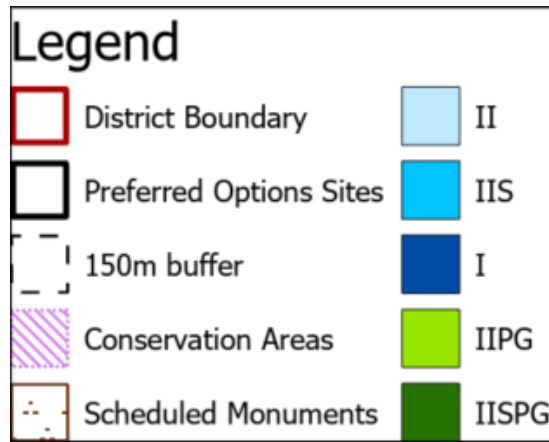 Legend
District Boundary
Preferred Options Sites
150m buffer
Conservation Areas
Scheduled Monuments
II
IIS
I
IIPG
IISPG